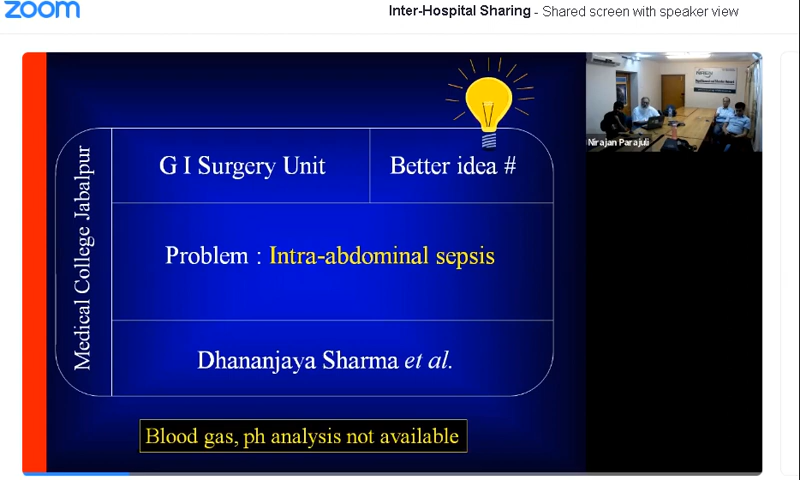 zoom
Inter-Hospital Sharing - Shared screen with speaker view
Medical College Jabalpur
G I Surgery Unit
Better idea #
Problem : Intra-abdominal sepsis
Dhananjaya Sharma et al.
Blood gas, ph analysis not available
Nirajan Parajuli